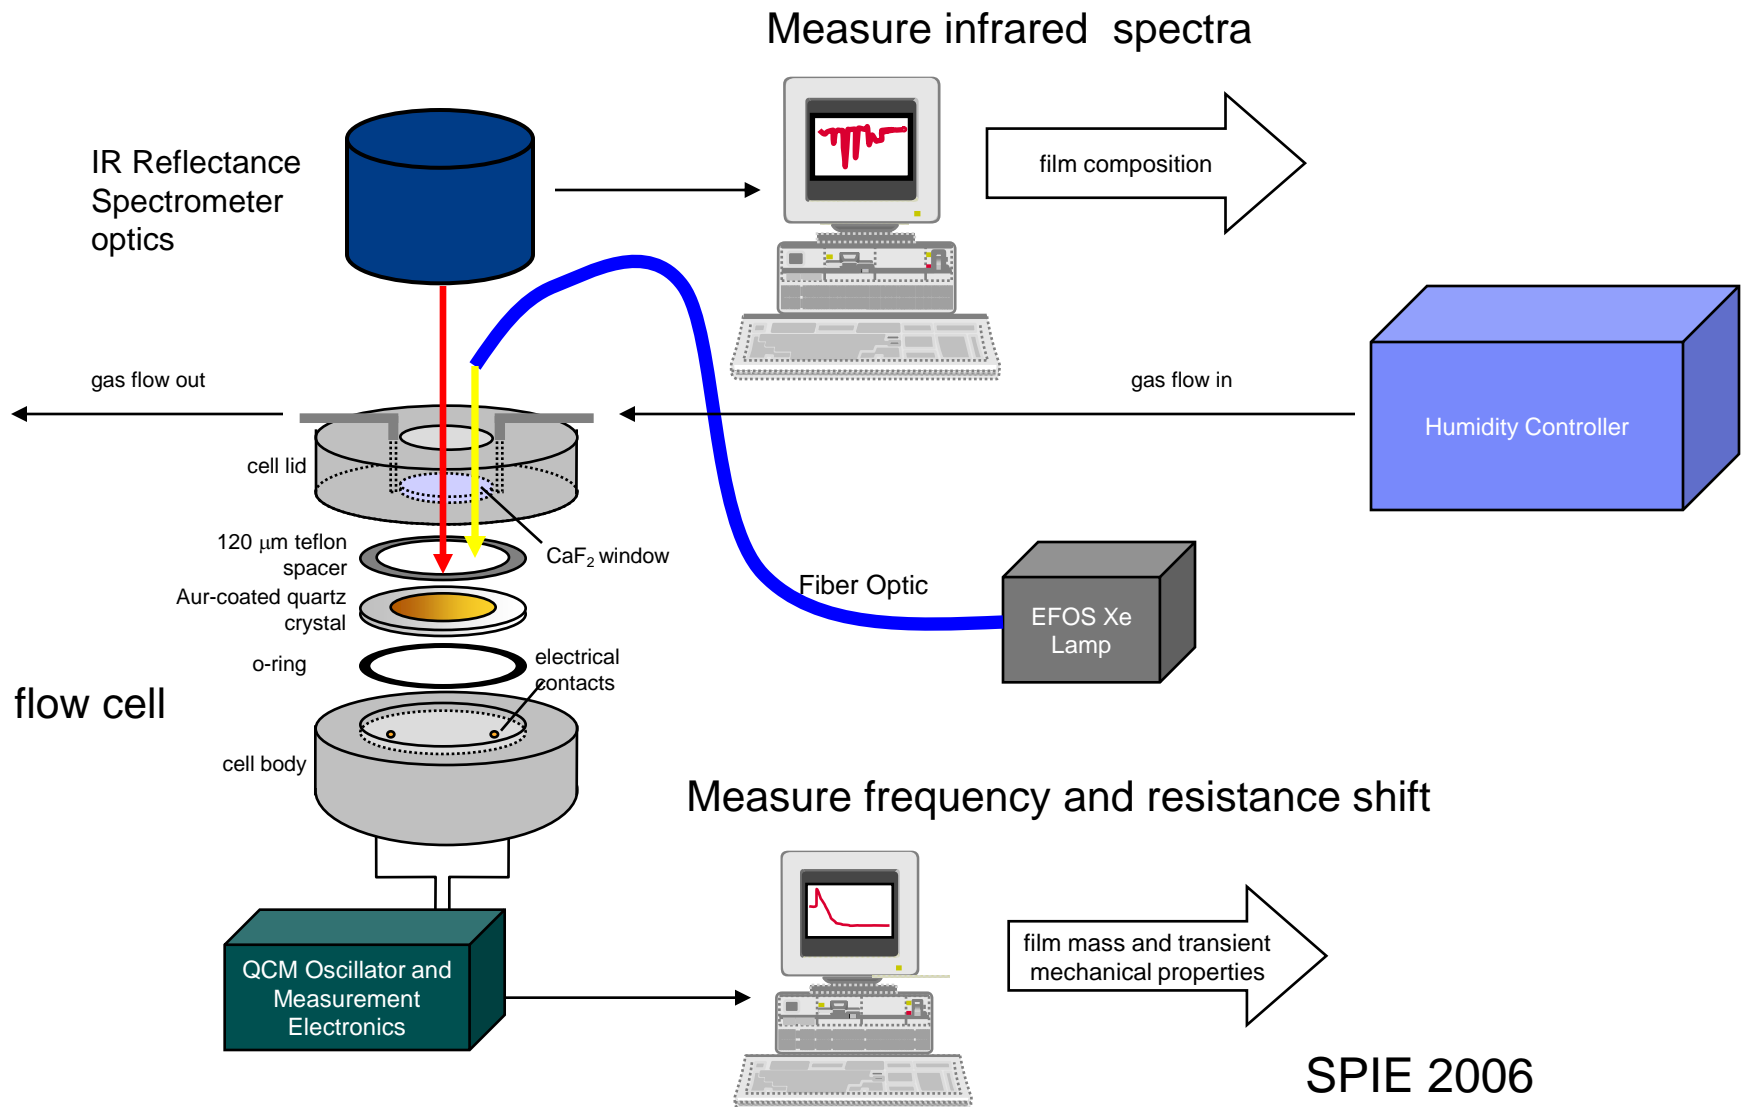 Measure infrared  spectra
IR Reflectance
Spectrometer
optics
film composition
gas flow out
gas flow in
Humidity Controller
cell lid
120 μm teflon
spacer
CaF₂ window
Aur-coated quartz
crystal
Fiber Optic
EFOS Xe
Lamp
o-ring
electrical
contacts
flow cell
cell body
Measure frequency and resistance shift
film mass and transient
mechanical properties
QCM Oscillator and
Measurement
Electronics
SPIE 2006